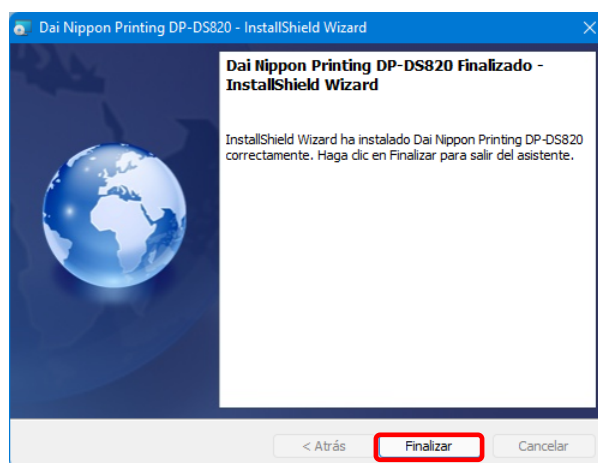 Dai Nippon Printing DP-DS820 - InstallShield Wizard
Dai Nippon Printing DP-DS820 Finalizado -
InstallShield Wizard
InstallShield Wizard ha instalado Dai Nippon Printing DP-DS820
correctamente. Haga clic en Finalizar para salir del asistente.
< Atrás
Finalizar
Cancelar